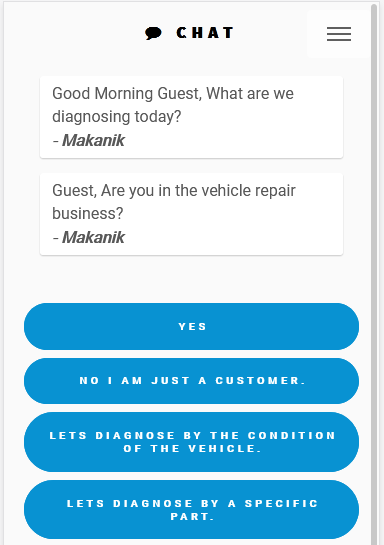 CHAT
Good Morning Guest, What are we
diagnosing today?
- Makanik
Guest, Are you in the vehicle repair
business?
- Makanik
YES
NO I AM JUST A CUSTOMER.
LETS DIAGNOSE BY THE CONDITION
OF THE VEHICLE.
LETS DIAGNOSE BY A SPECIFIC
PART.